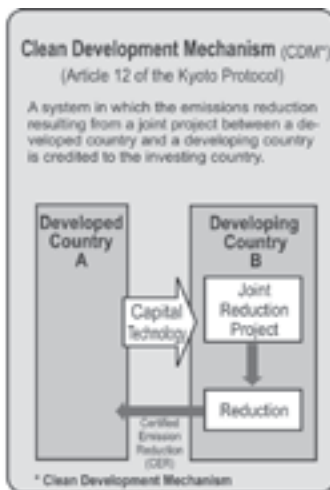 Clean Development Mechanism (CDM*)
(Article 12 of the Kyoto Protocol)
A system in which the emissions reduction
resulting from a joint project between a de-
veloped country and a developing country
is credited to the investing country.
Developed
Country
A
Developing
Country
B
Capital
Technology
Joint
Reduction
Project
Reduction
Certified
Emission
Reduction
(CER)
* Clean Development Mechanism